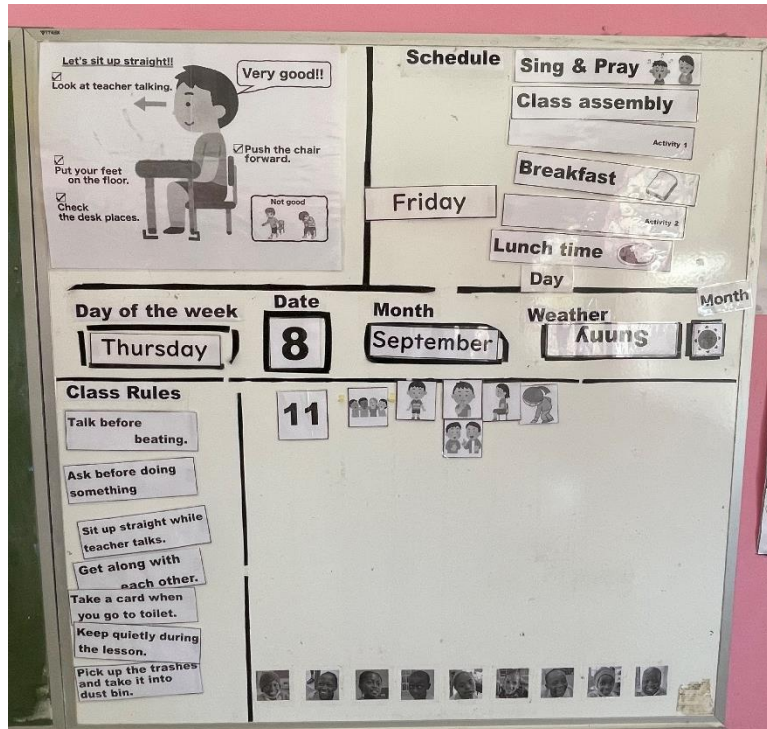 Let's sit up straight!!
Look at teacher talking.
Very good!!
Push the chair
forward.
Put your feet
on the floor.
Check
the desk places.
Not good
Schedule
Sing & Pray
Class assembly
Activity 1
Breakfast
Friday
Activity 2
Lunch time
Day
Month
Day of the week
Date
Month
Weather
Thursday
8
September
Sunny
Class Rules
11
Talk before
beating.
Ask before doing
something
Sit up straight while
teacher talks.
Get along with
each other.
Take a card when
you go to toilet.
Keep quietly during
the lesson.
Pick up the trashes
and take it into
dust bin.